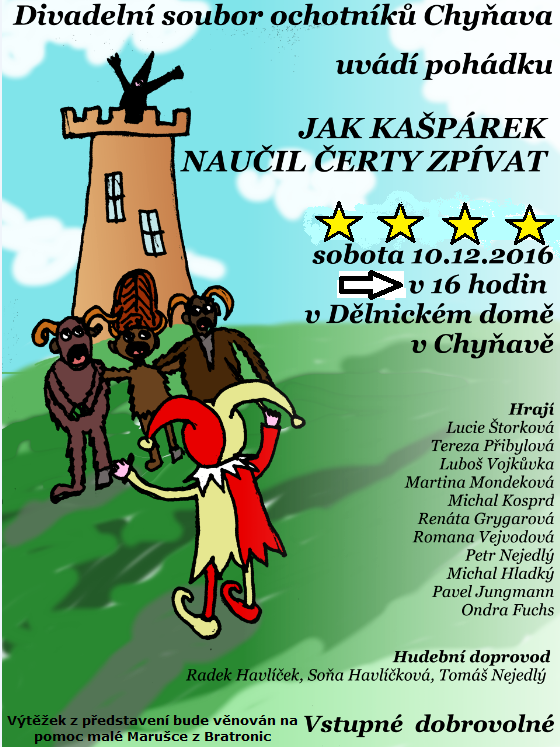 Divadelní soubor ochotníků Chyňava
uvádí pohádku
JAK KAŠPÁREK
NAUČIL ČERTY ZPÍVAT
sobota 10.12.2016
v 16 hodin
v Dělnickém domě
v Chyňavě
Hrají
Lucie Štorková
Tereza Přibylová
Luboš Vojkůvka
Martina Mondeková
Michal Kosprd
Renáta Grygarová
Romana Vejvodová
Petr Nejedlý
Michal Hladký
Pavel Jungmann
Ondra Fuchs
Hudební doprovod
Radek Havlíček, Soňa Havlíčková, Tomáš Nejedlý
Výtěžek z představení bude věnován na
pomoc malé Marušce z Bratronic
Vstupné dobrovolné